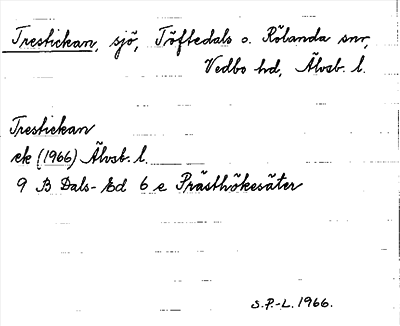 Trestickan, sjö, Töftedals o. Rölanda snr,
Vedbo hd, Älvsb. l.
Trestickan
ek (1966) Älvsb. l.
9 B Dals-Ed 6 e Prästhökesäter
S.P.-L. 1966.